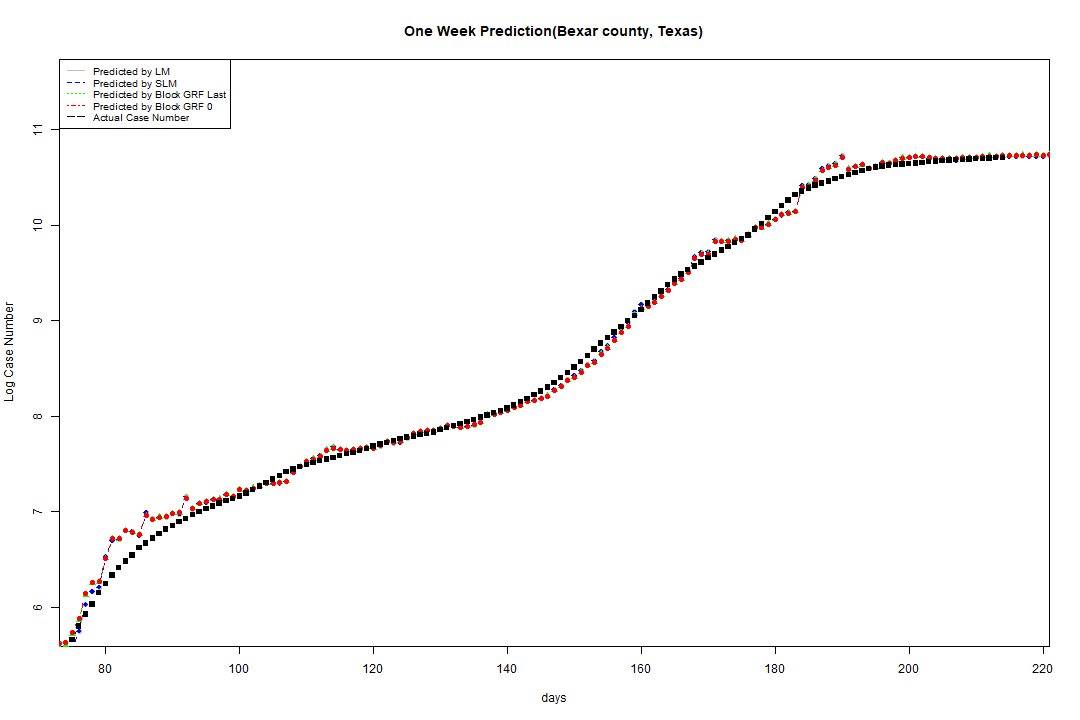 One Week Prediction(Bexar county, Texas)
Predicted by LM
Predicted by SLM
Predicted by Block GRF Last
Predicted by Block GRF 0
Actual Case Number
11
10
9
8
7
6
Log Case Number
80 100 120 140 160 180 200 220
days